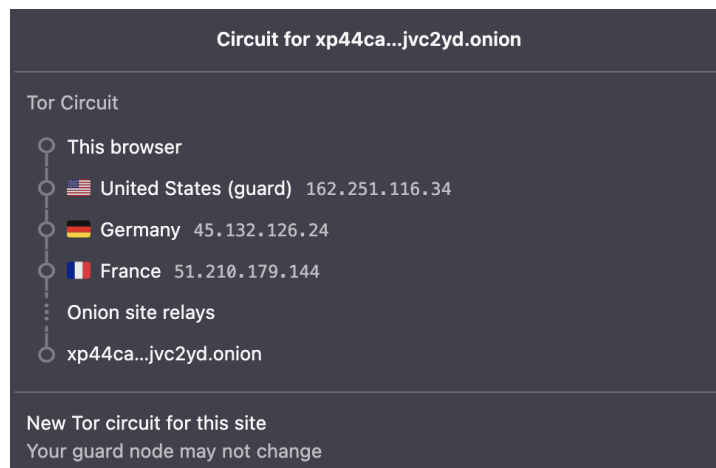 Circuit for xp44ca...jvc2yd.onion
Tor Circuit
This browser
United States (guard) 162.251.116.34
Germany 45.132.126.24
France 51.210.179.144
Onion site relays
xp44ca...jvc2yd.onion
New Tor circuit for this site
Your guard node may not change